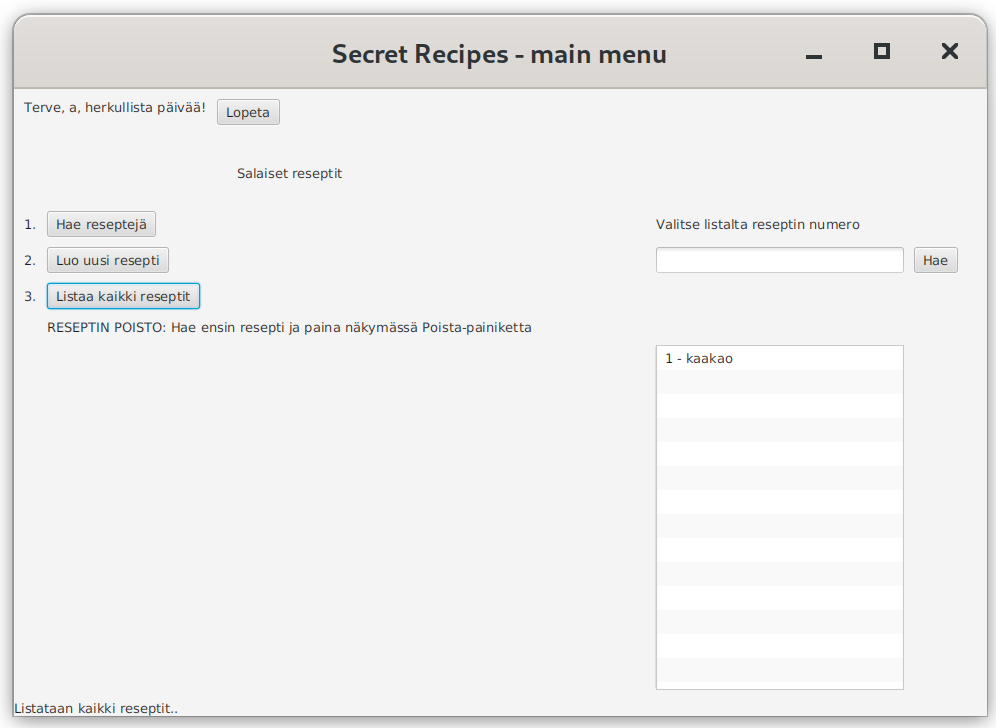 Secret Recipes - main menu
Terve, a, herkullista päivää!
Lopeta
Salaiset reseptit
1. Hae reseptejä
Valitse listalta reseptin numero
2. Luo uusi resepti
Hae
3. Listaa kaikki reseptit
RESEPTIN POISTO: Hae ensin resepti ja paina näkymässä Poista-painiketta
1 - kaakao
Listataan kaikki reseptit..